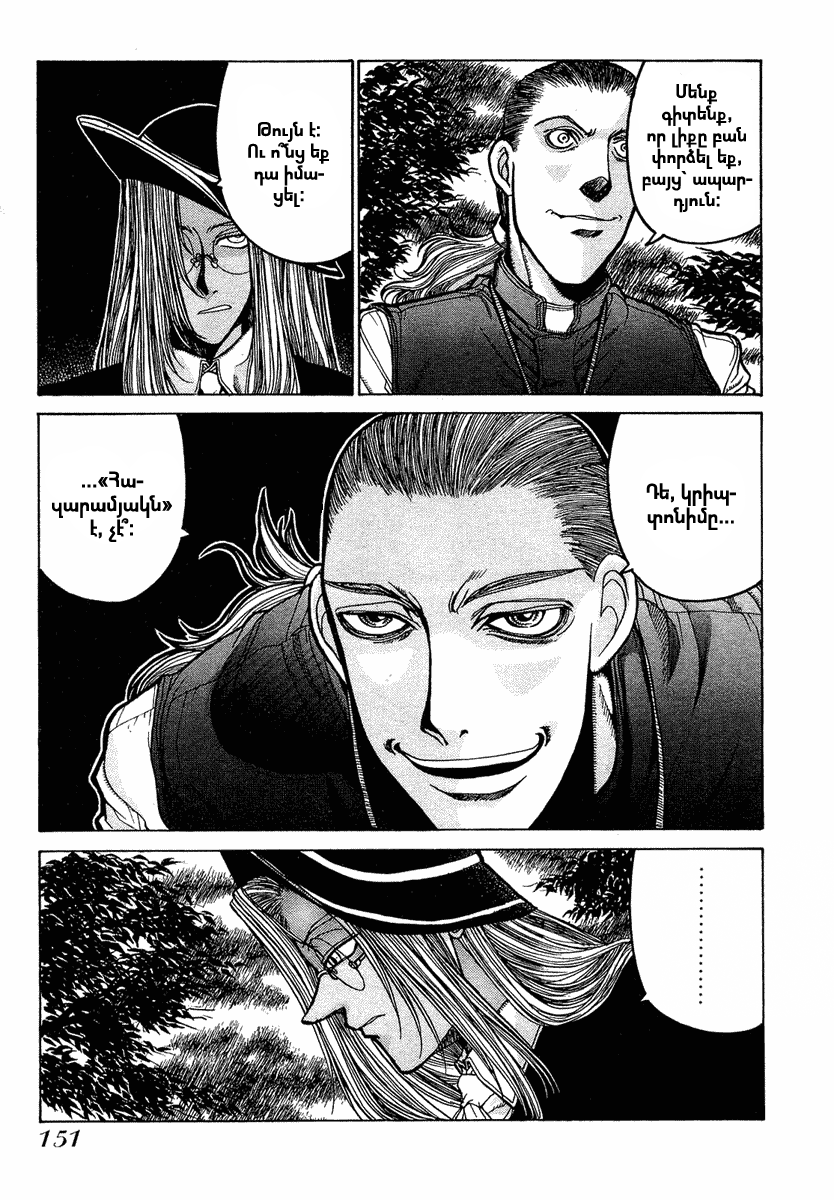 Մենք
գիտենք,
որ լիքը բան
փորձել եք,
բայց՝ ապար-
դյուն:
Թույն է:
Ու ո՞նց եք
դա իմա-
ցել:
Դե, կրիպ-
տոնիմը...
...«Հա-
զարամյակն»
է, չէ՞:
..........
151